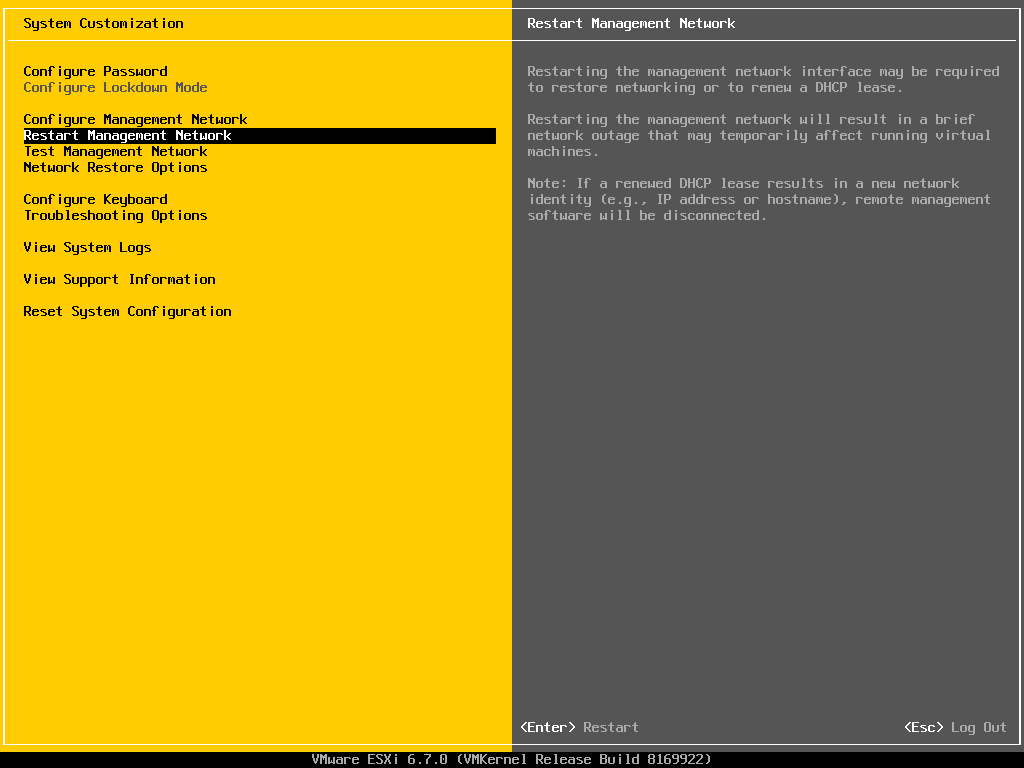 System Customization
Configure Password
Configure Lockdown Mode
Configure Management Network
Restart Management Network
Test Management Network
Network Restore Options
Configure Keyboard
Troubleshooting Options
View System Logs
View Support Information
Reset System Configuration
Restart Management Network
Restarting the management network interface may be required
to restore networking or to renew a DHCP lease.
Restarting the management network will result in a brief
network outage that may temporarily affect running virtual
machines.
Note: If a renewed DHCP lease results in a new network
identity (e.g., IP address or hostname), remote management
software will be disconnected.
<Enter> Restart
<Esc> Log Out
VMware ESXi 6.7.0 (VMKernel Release Build 8169922)